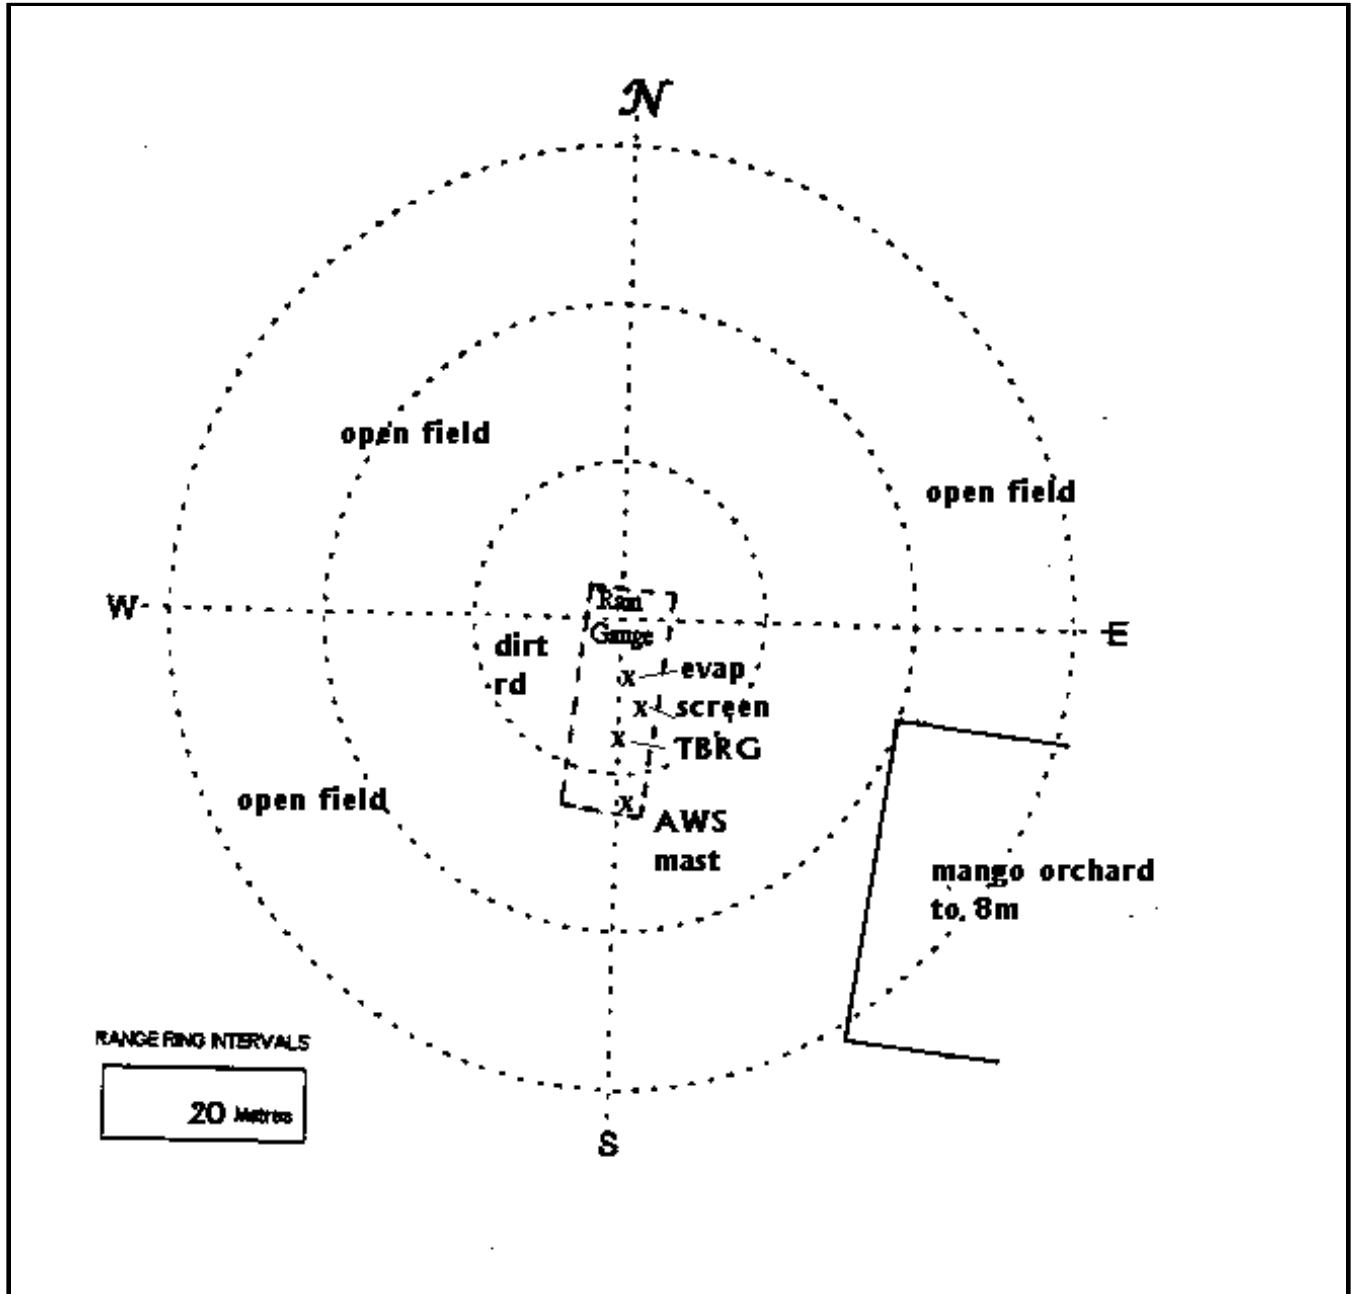 N
open field
open field
W
E
Rain
Gauge
dirt
rd
evap
screen
TBRG
open field
AWS
mast
mango orchard
to 8m
RANGE RING INTERVALS
20 Metres
S